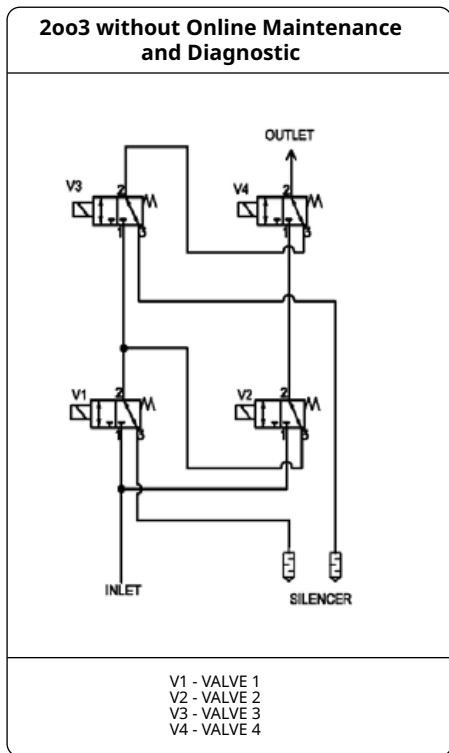 2oo3 without Online Maintenance
and Diagnostic
OUTLET
V3
2
1
3
V4
2
1
3
V1
2
1
3
V2
2
1
3
INLET
SILENCER
V1 - VALVE 1
V2 - VALVE 2
V3 - VALVE 3
V4 - VALVE 4